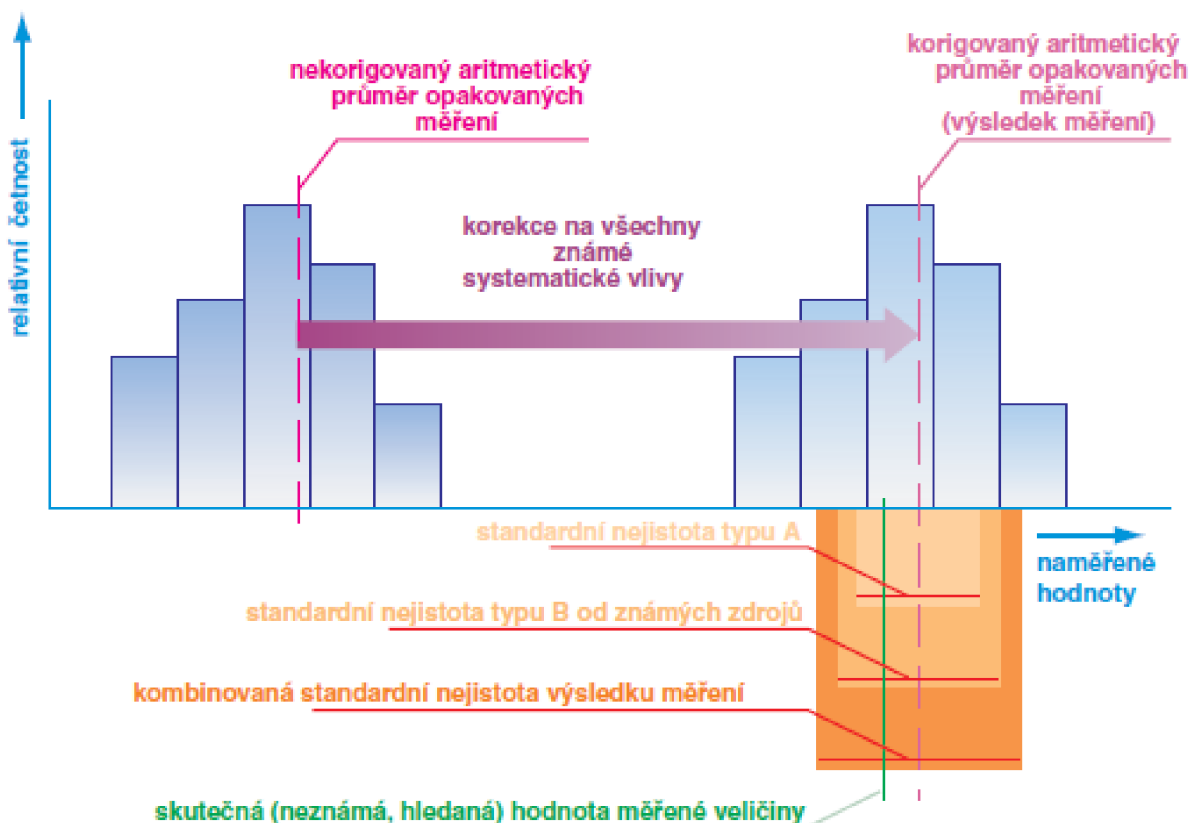 relativní četnost
nekorigovaný aritmetický
průměr opakovaných
měření
korigovaný aritmetický
průměr opakovaných
měření
(výsledek měření)
korekce na všechny
známé
systematické vlivy
standardní nejistota typu A
naměřené
hodnoty
standardní nejistota typu B od známých zdrojů
kombinovaná standardní nejistota výsledku měření
skutečná (neznámá, hledaná) hodnota měřené veličiny